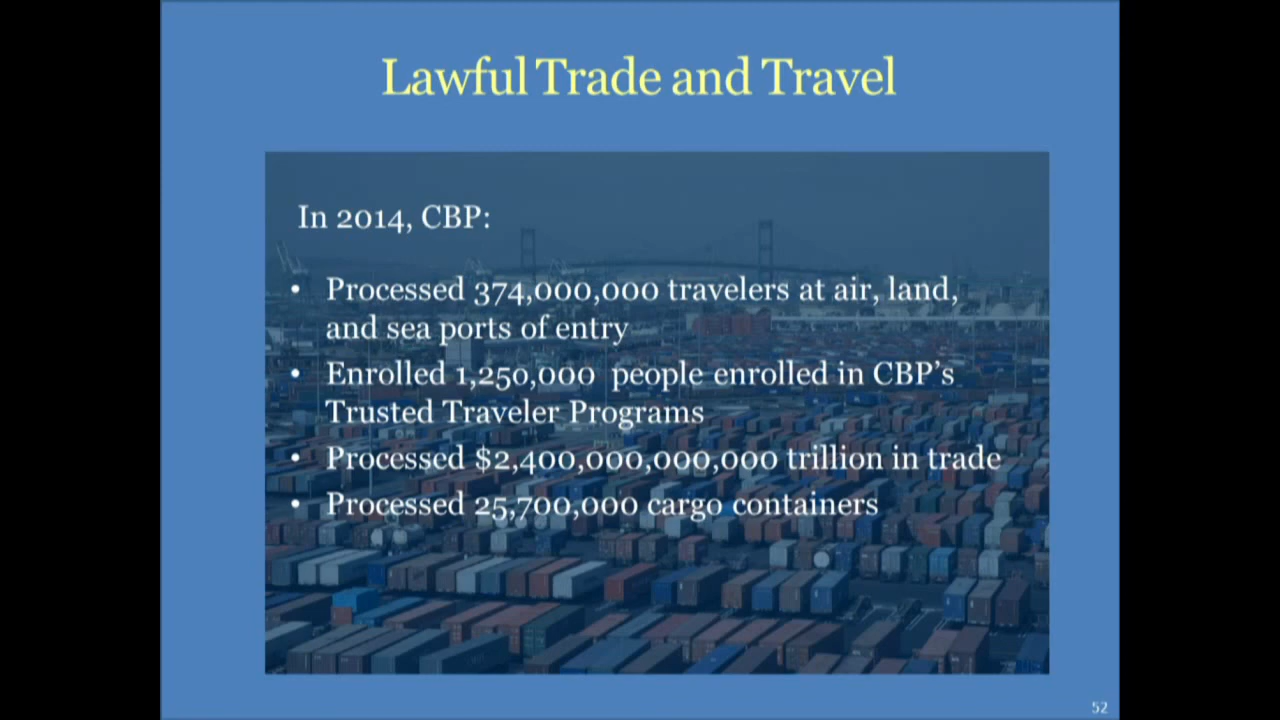 Lawful Trade and Travel
In 2014, CBP:
• Processed 374,000,000 travelers at air, land,
and sea ports of entry
• Enrolled 1,250,000 people enrolled in CBP’s
Trusted Traveler Programs
• Processed $2,400,000,000,000 trillion in trade
• Processed 25,700,000 cargo containers
52